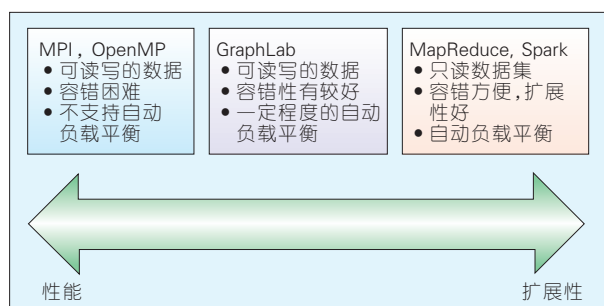 MPI, OpenMP
• 可读写的数据
• 容错困难
• 不支持自动
负载平衡
GraphLab
• 可读写的数据
• 容错性有较好
• 一定程度的自动
负载平衡
MapReduce, Spark
• 只读数据集
• 容错方便,扩展
性好
• 自动负载平衡
性能
扩展性